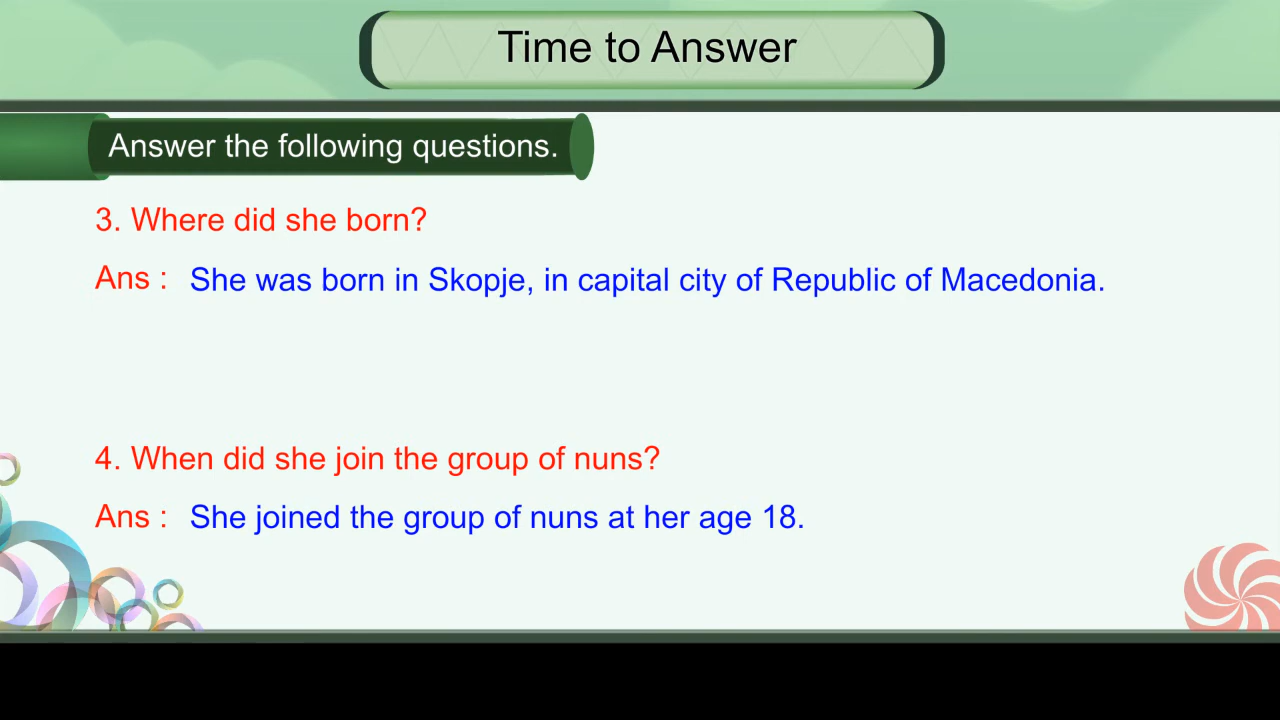 Time to Answer
Answer the following questions.
3. Where did she born?
Ans : She was born in Skopje, in capital city of Republic of Macedonia.
4. When did she join the group of nuns?
Ans : She joined the group of nuns at her age 18.